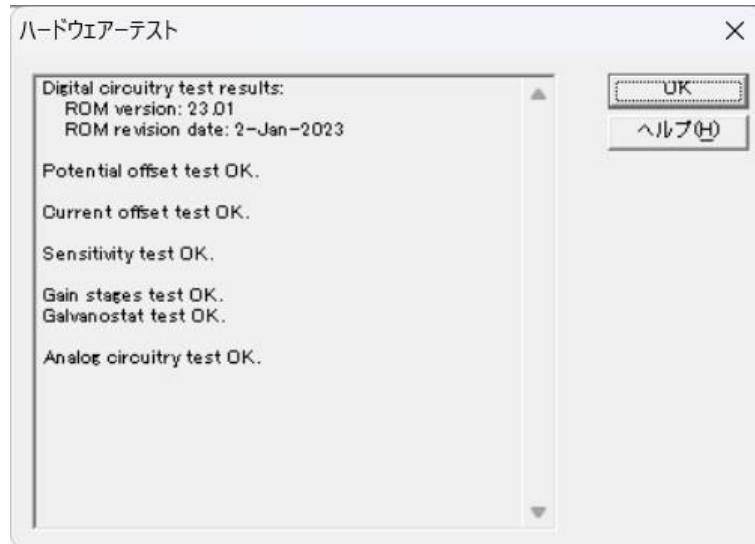 ハードウェアーテスト
Digital circuitry test results:
ROM version: 23.01
ROM revision date: 2-Jan-2023
Potential offset test OK.
Current offset test OK.
Sensitivity test OK.
Gain stages test OK.
Galvanostat test OK.
Analog circuitry test OK.
OK
ヘルプ(H)